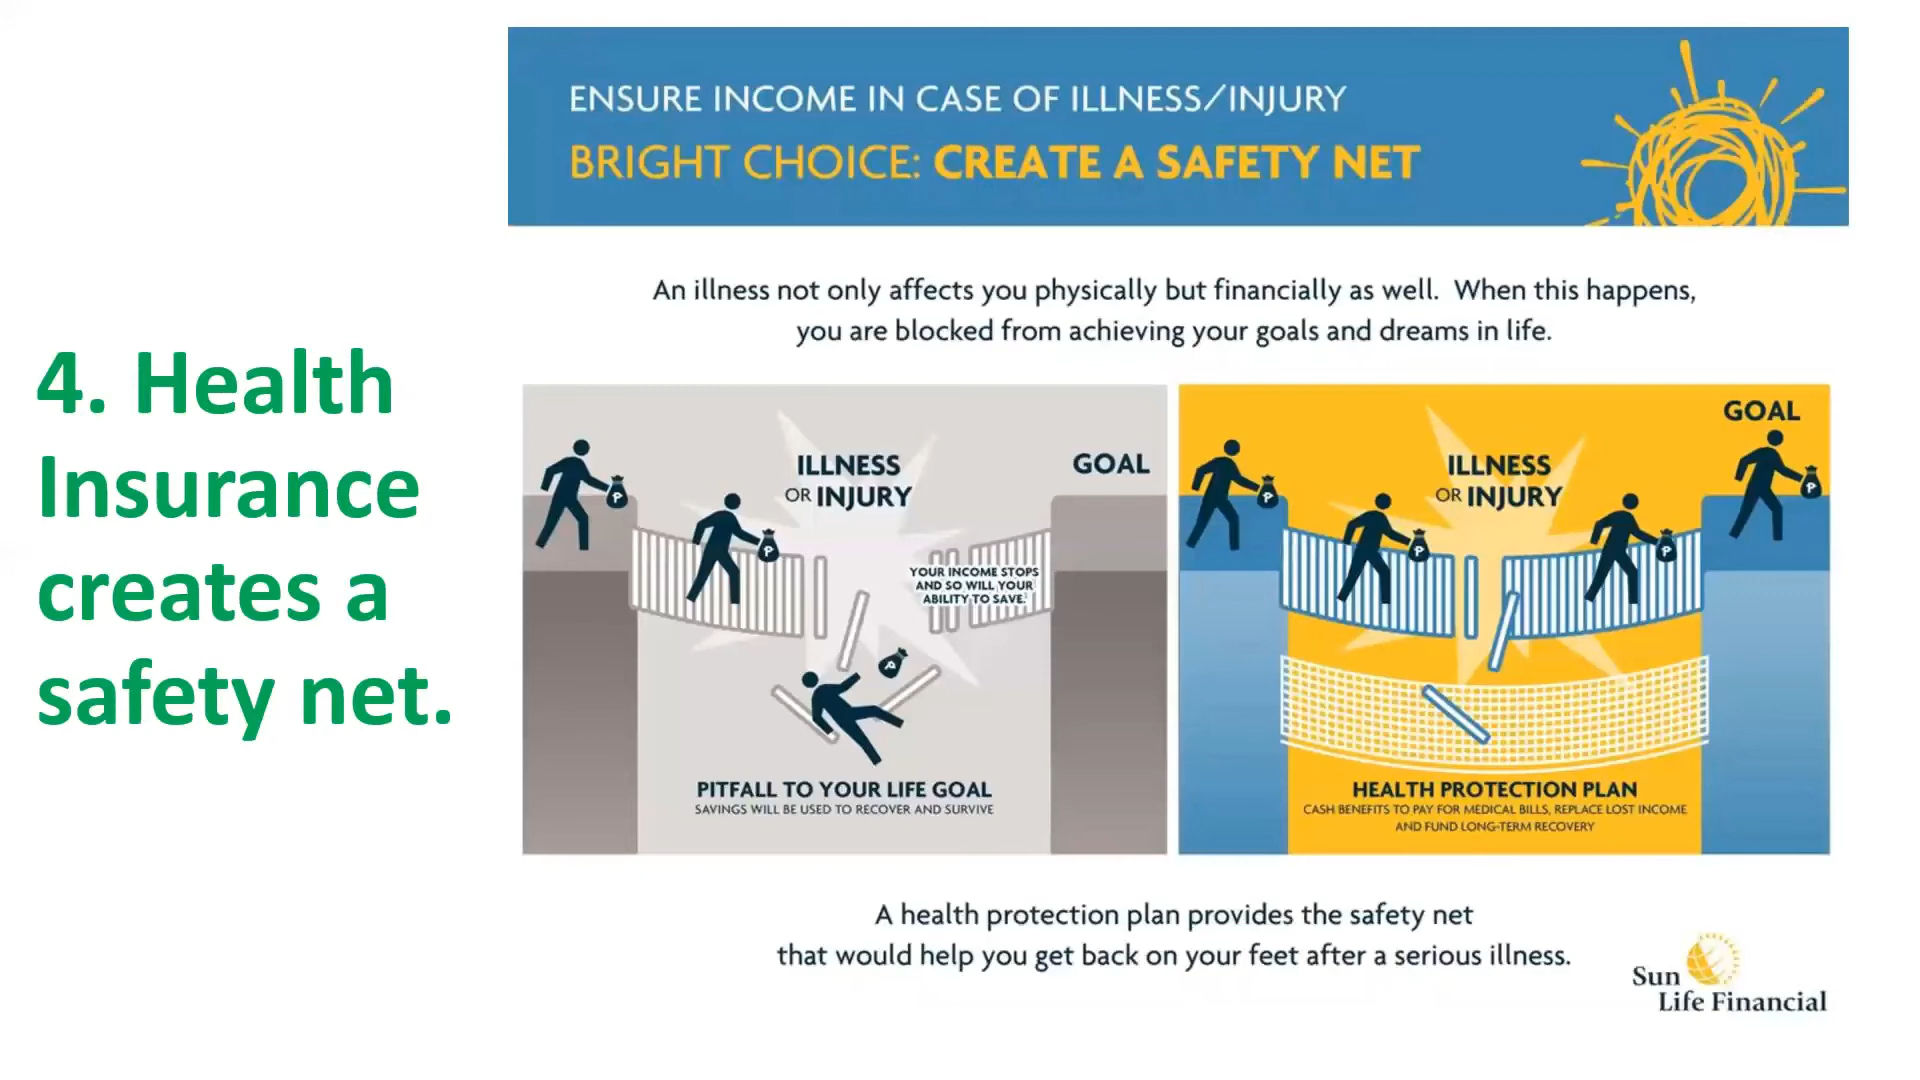 4. Health
Insurance
creates a
safety net.
ENSURE INCOME IN CASE OF ILLNESS/INJURY
BRIGHT CHOICE: CREATE A SAFETY NET
An illness not only affects you physically but financially as well.  When this happens,
you are blocked from achieving your goals and dreams in life.
ILLNESS
OR INJURY
GOAL
P
P
YOUR INCOME STOPS
AND SO WILL YOUR
ABILITY TO SAVE.
P
PITFALL TO YOUR LIFE GOAL
SAVINGS WILL BE USED TO RECOVER AND SURVIVE
GOAL
ILLNESS
OR INJURY
P
P
P
P
HEALTH PROTECTION PLAN
CASH BENEFITS TO PAY FOR MEDICAL BILLS, REPLACE LOST INCOME
AND FUND LONG-TERM RECOVERY
A health protection plan provides the safety net
that would help you get back on your feet after a serious illness.
Sun
Life Financial